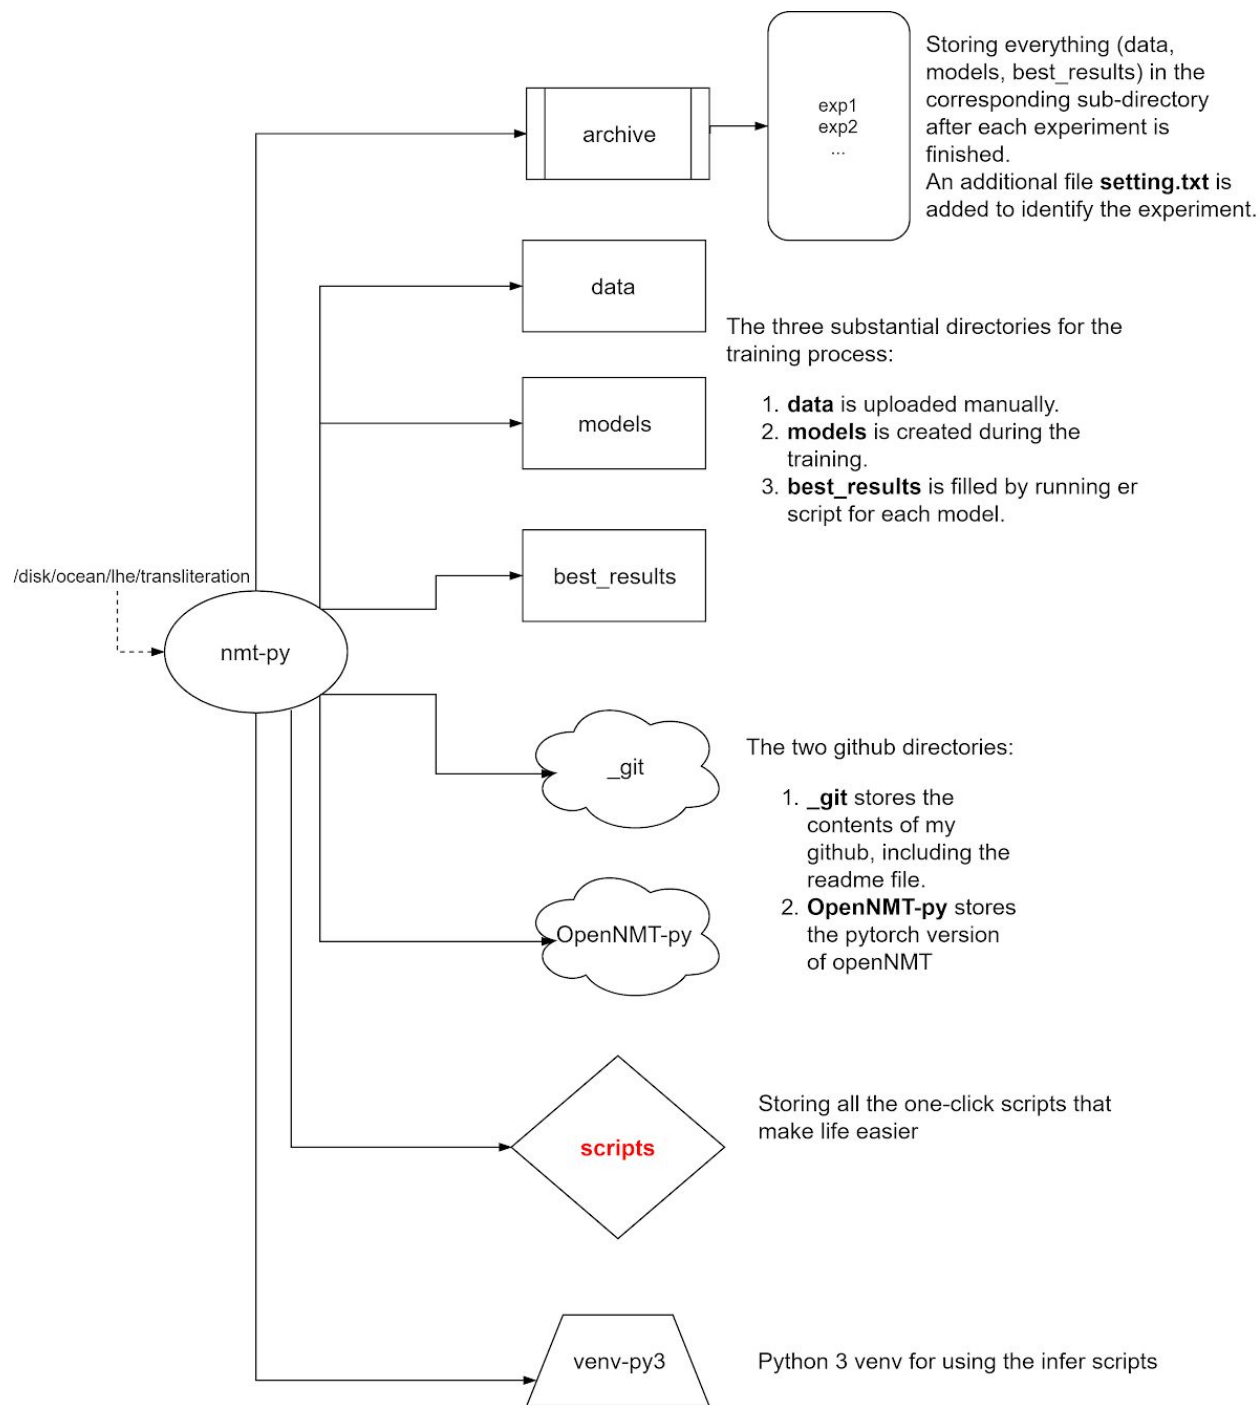 archive
exp1
exp2
...
Storing everything (data,
models, best_results) in the
corresponding sub-directory
after each experiment is
finished.
An additional file setting.txt is
added to identify the experiment.
data
models
best_results
The three substantial directories for the
training process:
1. data is uploaded manually.
2. models is created during the
training.
3. best_results is filled by running er
script for each model.
/disk/ocean/lhe/transliteration
nmt-py
_git
OpenNMT-py
The two github directories:
1. _git stores the
contents of my
github, including the
readme file.
2. OpenNMT-py stores
the pytorch version
of openNMT
scripts
Storing all the one-click scripts that
make life easier
venv-py3
Python 3 venv for using the infer scripts